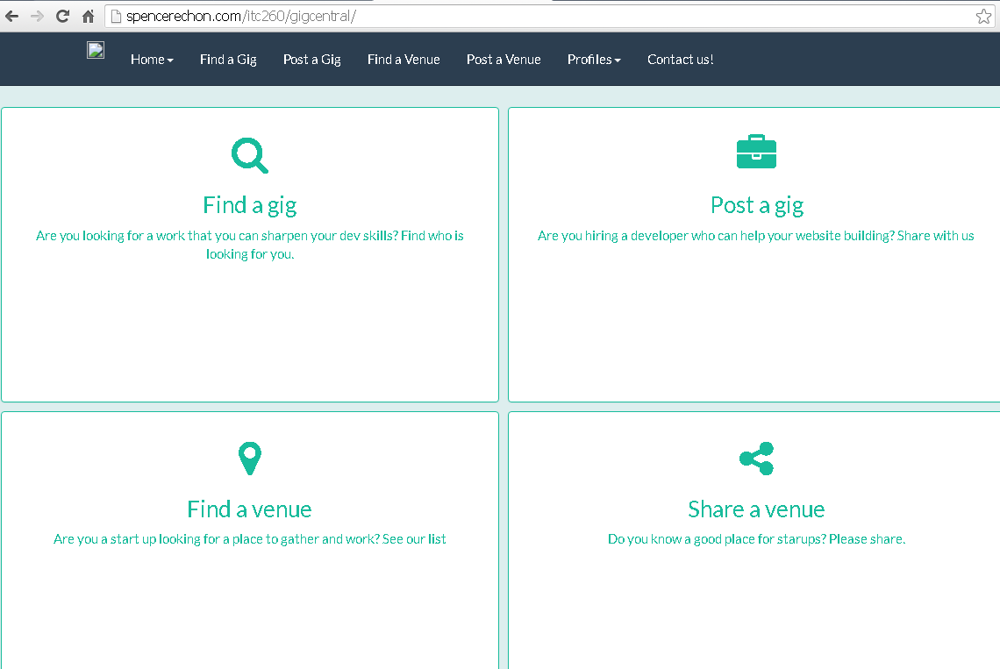 spencerechon.com/itc260/gigcentral/
Home Find a Gig Post a Gig Find a Venue Post a Venue Profiles Contact us!
Find a gig
Are you looking for a work that you can sharpen your dev skills? Find who is
looking for you.
Post a gig
Are you hiring a developer who can help your website building? Share with us
Find a venue
Are you a start up looking for a place to gather and work? See our list
Share a venue
Do you know a good place for starups? Please share.